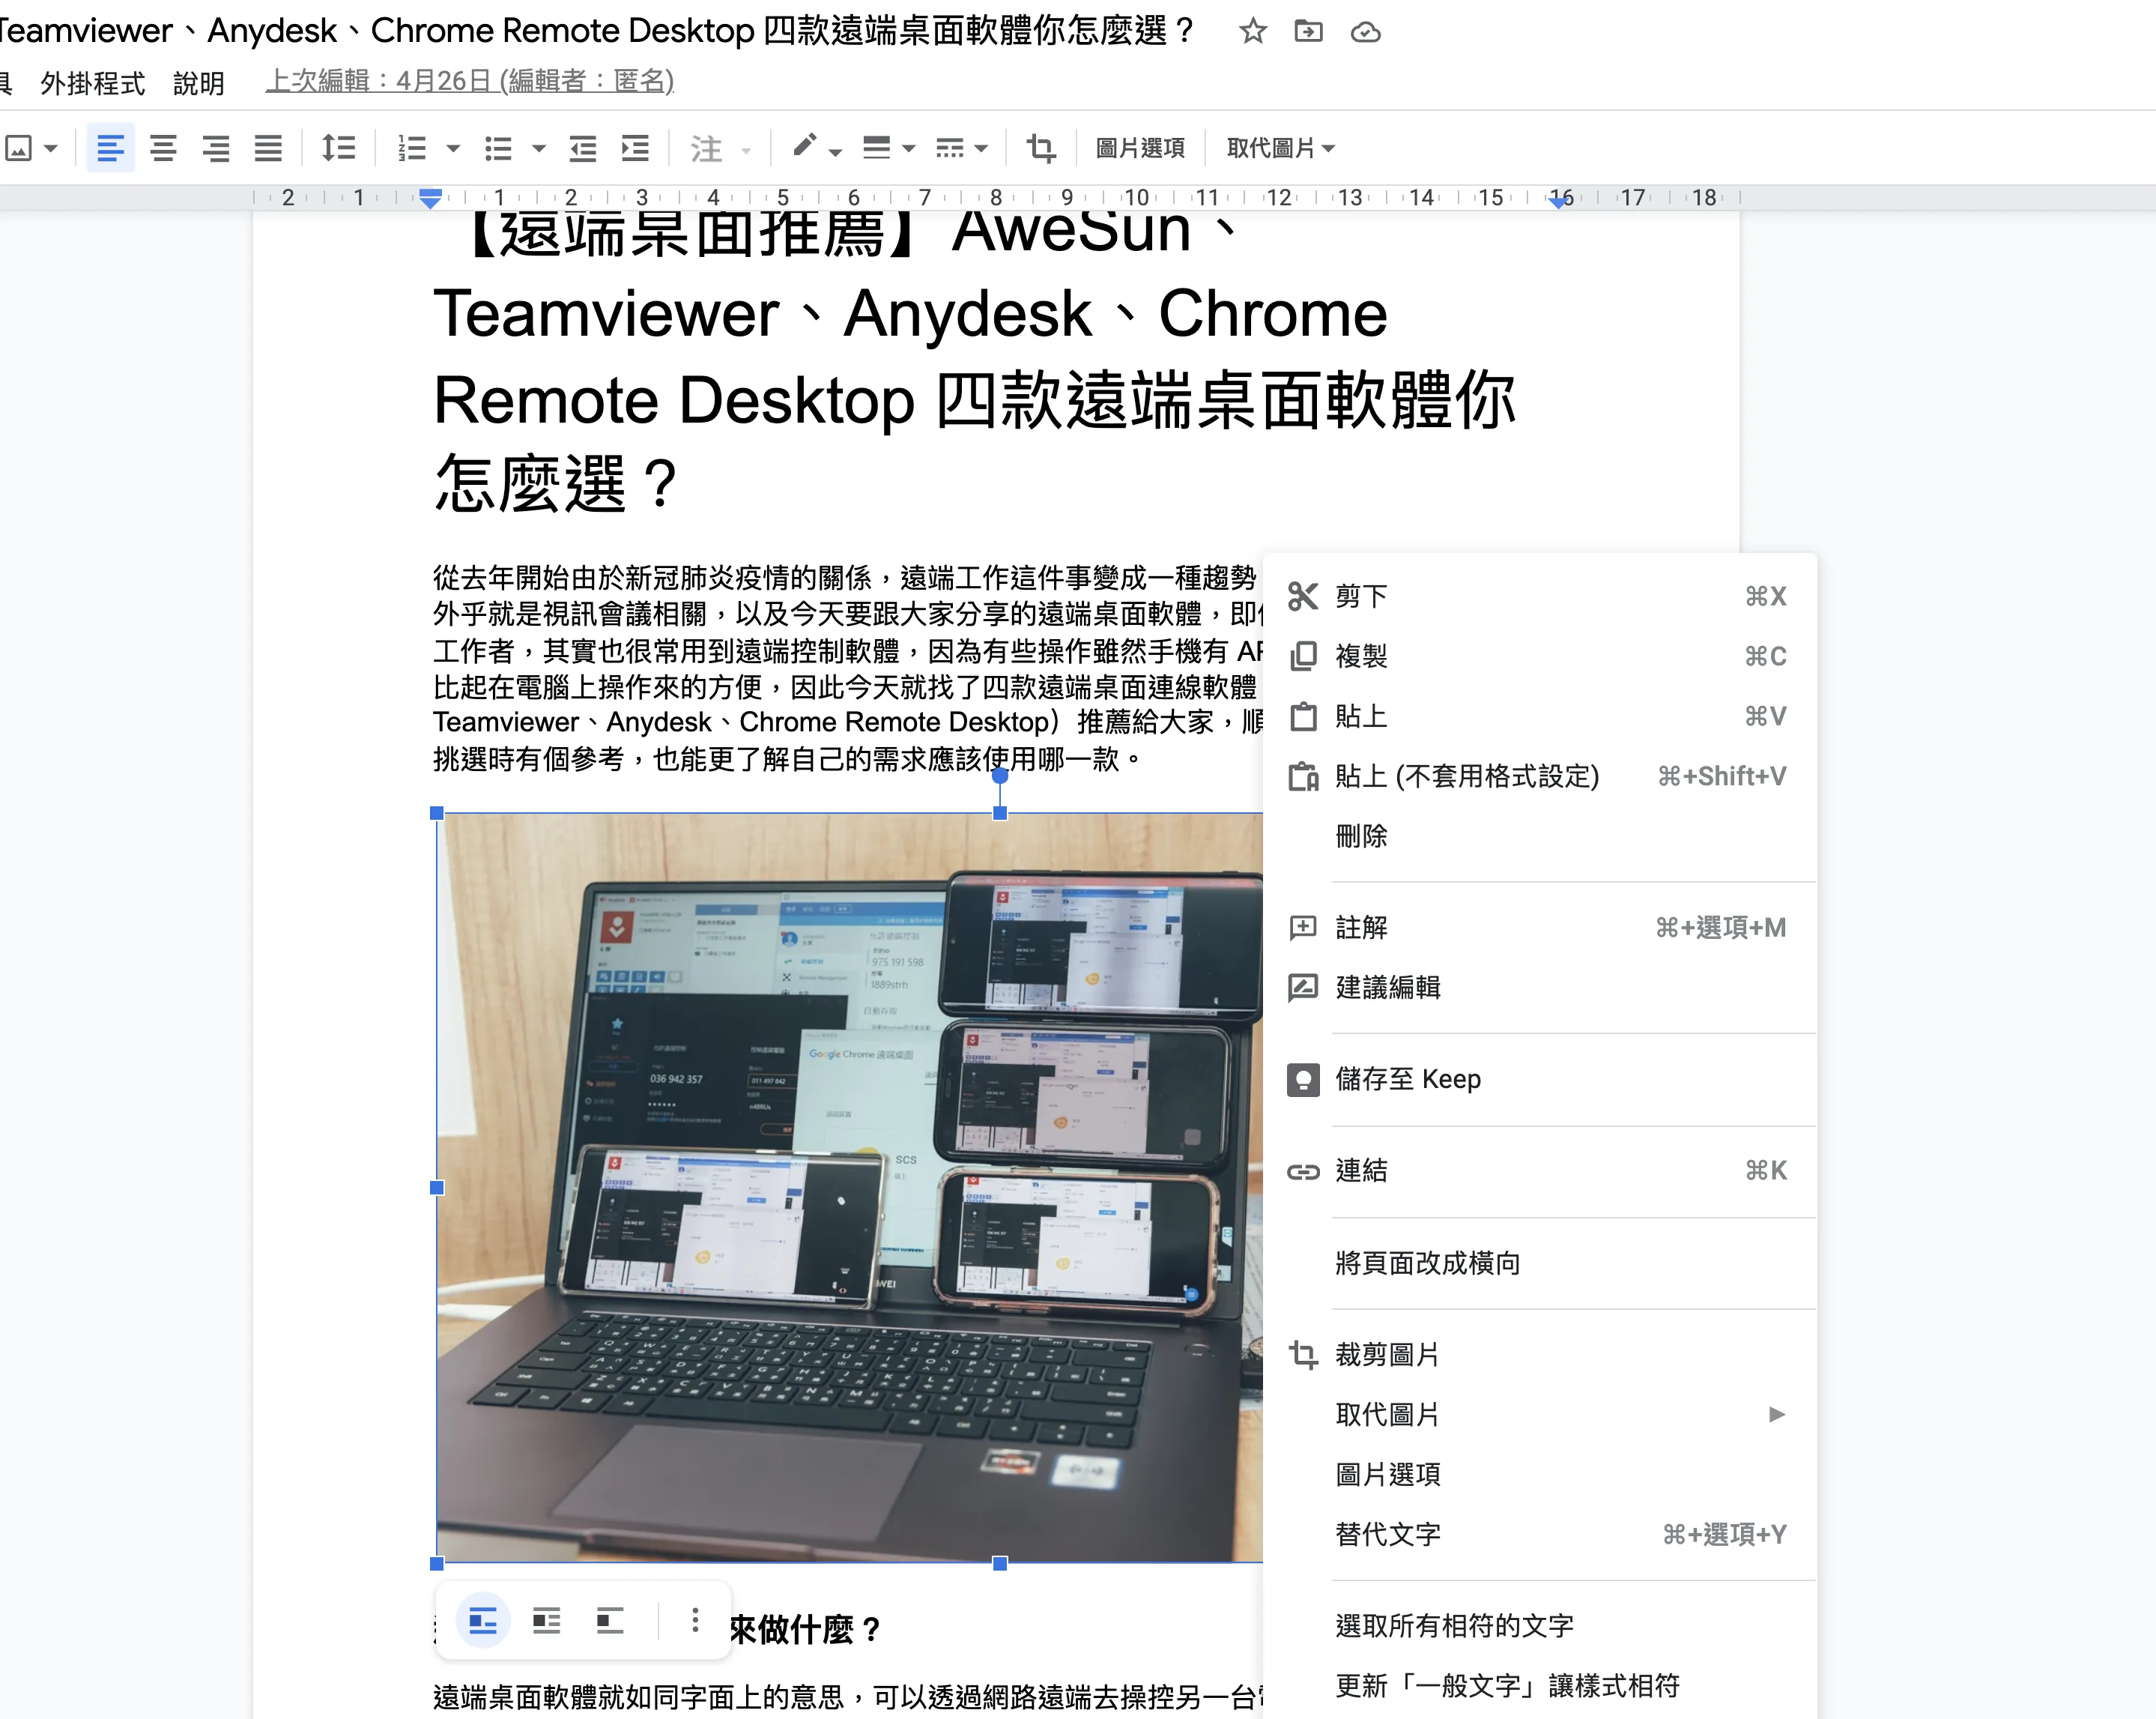 Teamviewer、Anydesk、Chrome Remote Desktop 四款遠端桌面軟體你怎麼選？
具 外掛程式 說明 上次編輯：4月26日 (編輯者：匿名)
注 圖片選項 取代圖片
2 1 1 2 3 4 5 6 7 8 9 10 11 12 13 14 15 16 17 18
【遠端桌面推薦】AweSun、
Teamviewer、Anydesk、Chrome
Remote Desktop 四款遠端桌面軟體你
怎麼選？
從去年開始由於新冠肺炎疫情的關係，遠端工作這件事變成一種趨勢
外乎就是視訊會議相關，以及今天要跟大家分享的遠端桌面軟體，即
工作者，其實也很常用到遠端控制軟體，因為有些操作雖然手機有
比起在電腦上操作來的方便，因此今天就找了四款遠端桌面連線軟體
Teamviewer、Anydesk、Chrome Remote Desktop）推薦給大家，順
挑選時有個參考，也能更了解自己的需求應該使用哪一款。
975 191 598
1889strh
Google Chrome 遠端桌面
036 942 357
011 497 842
SCS
來做什麼？
遠端桌面軟體就如同字面上的意思，可以透過網路遠端去操控另一台
剪下 ⌘X
複製 ⌘C
貼上 ⌘V
貼上 (不套用格式設定) ⌘+Shift+V
刪除
註解 ⌘+選項+M
建議編輯
儲存至 Keep
連結 ⌘K
將頁面改成橫向
裁剪圖片
取代圖片
圖片選項
替代文字 ⌘+選項+Y
選取所有相符的文字
更新「一般文字」讓樣式相符